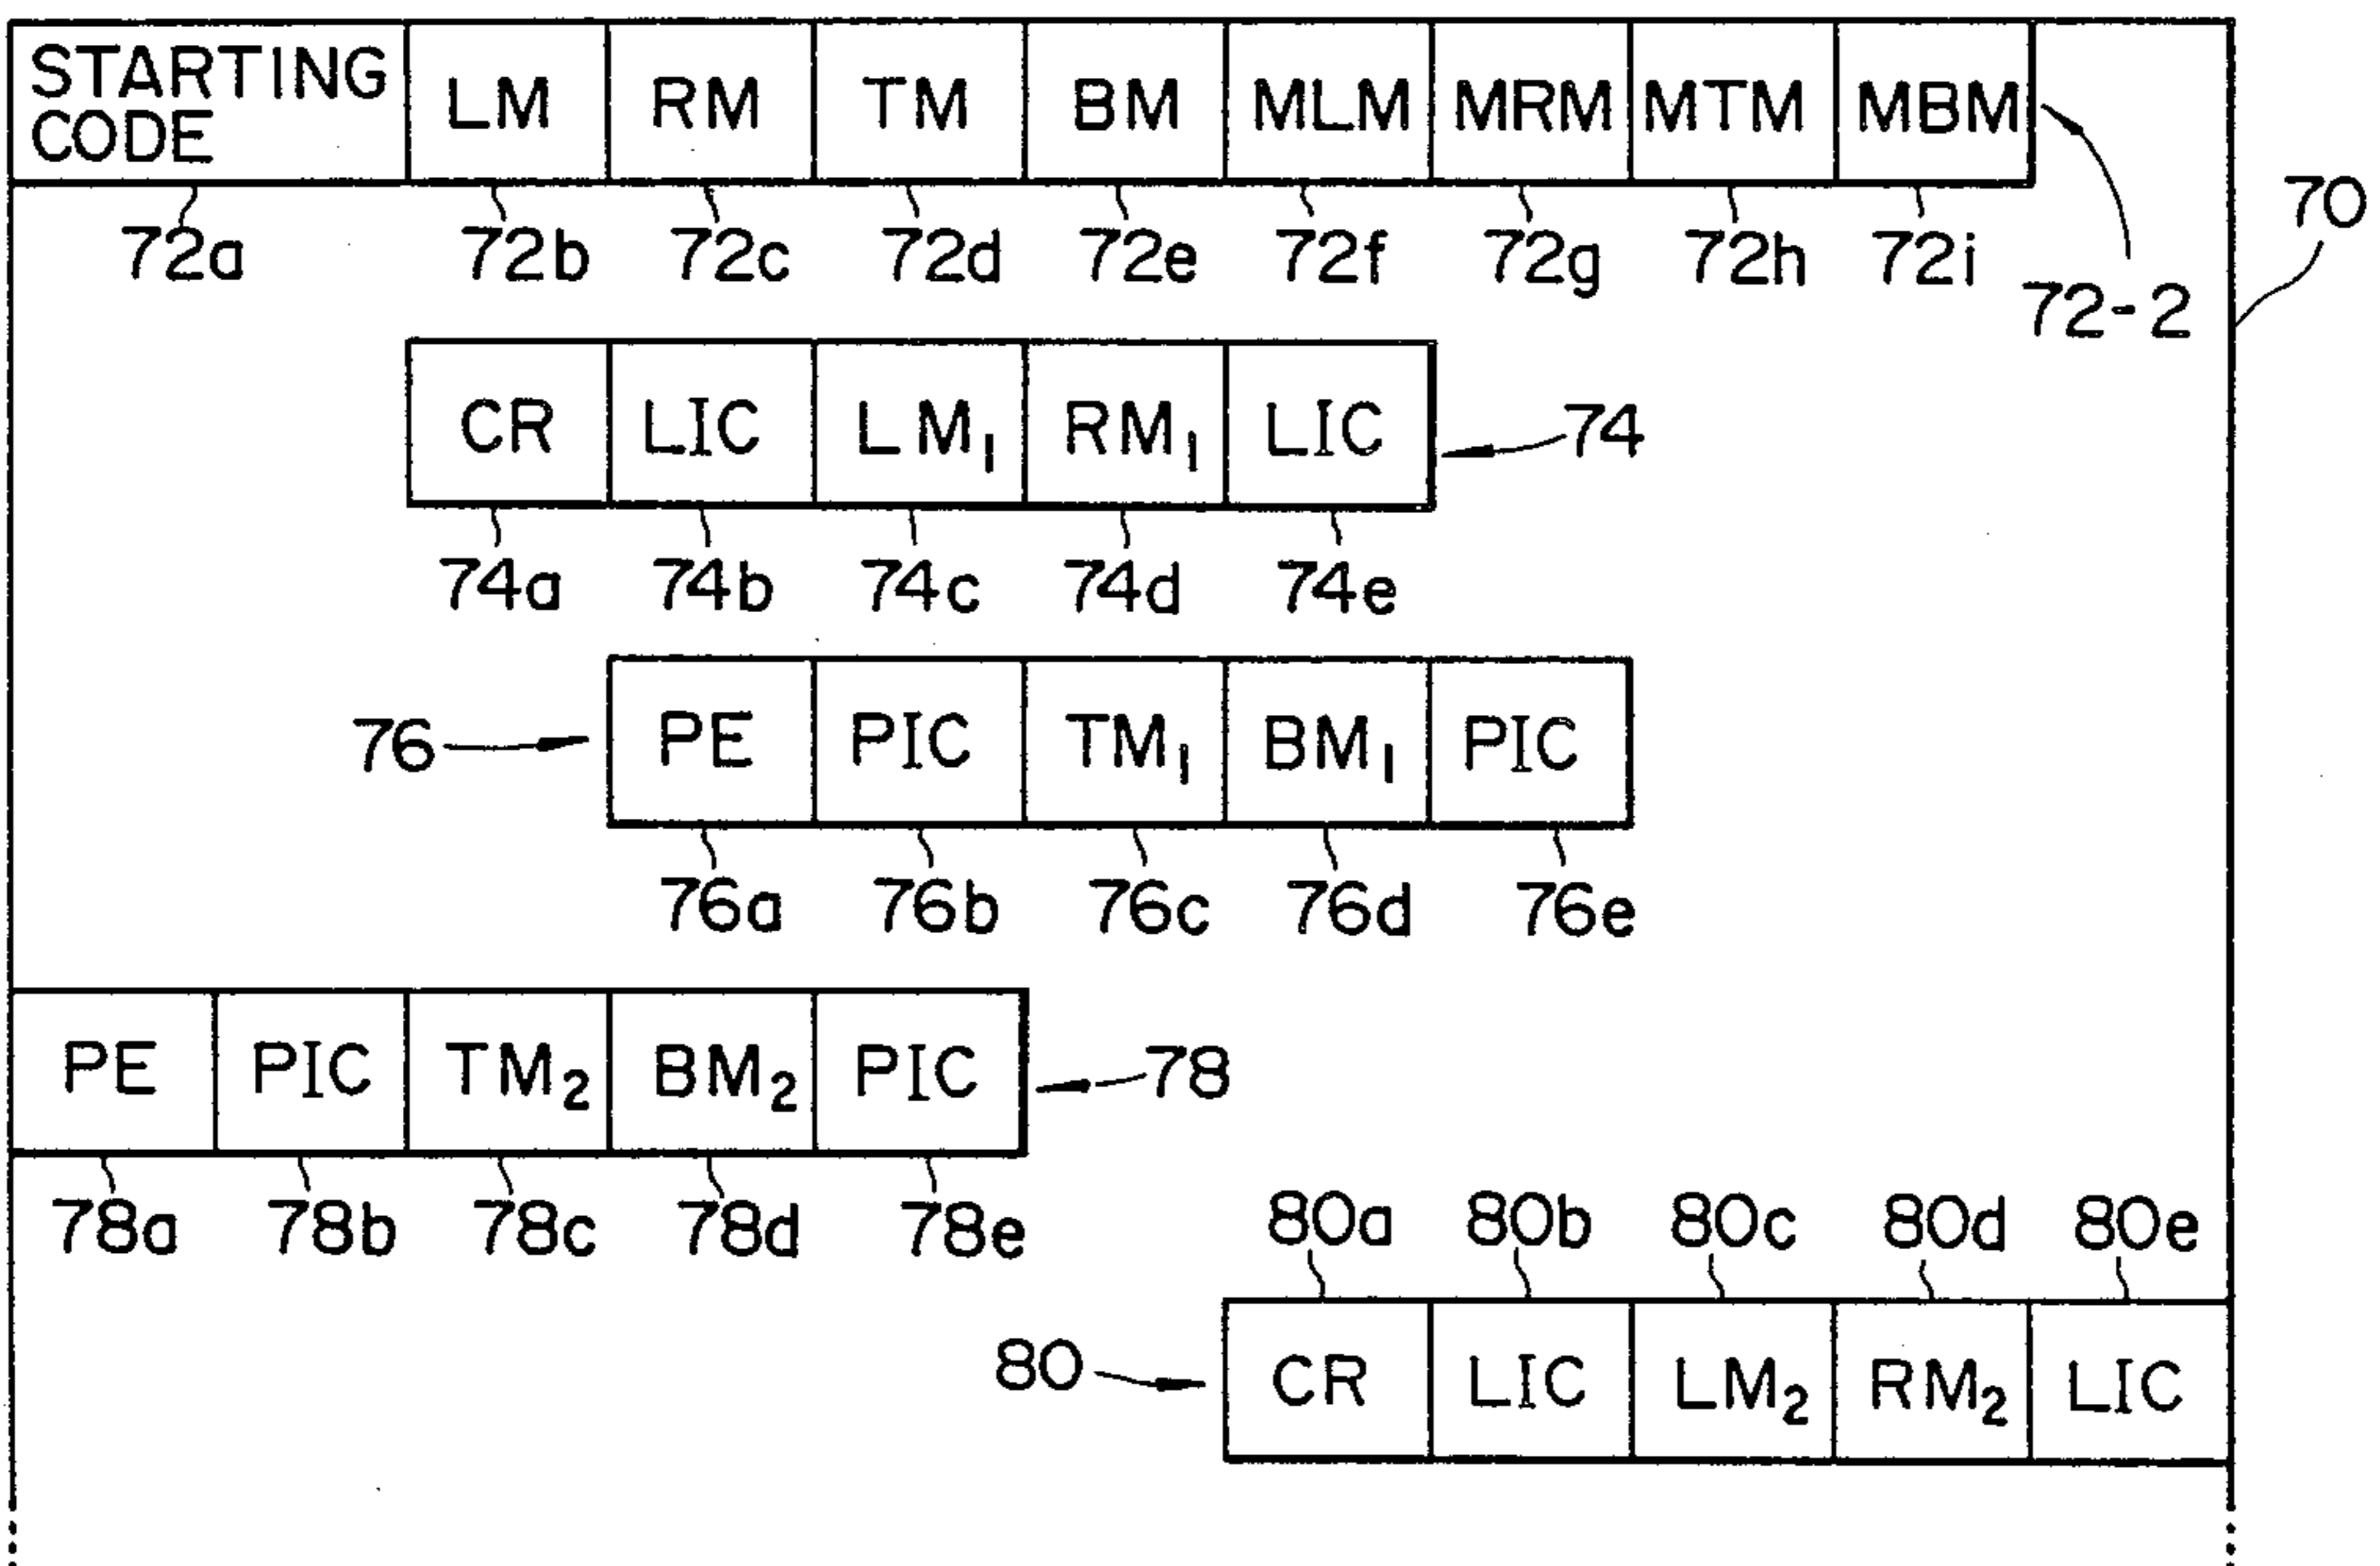 STARTING CODE LM RM TM BM MLM MRM MTM MBM
72a 72b 72c 72d 72e 72f 72g 72h 72i 72-2 70
CR LIC LM₁ RM₁ LIC 74
74a 74b 74c 74d 74e
76 PE PIC TM₁ BM₁ PIC
76a 76b 76c 76d 76e
PE PIC TM₂ BM₂ PIC 78
78a 78b 78c 78d 78e
80a 80b 80c 80d 80e
80 CR LIC LM₂ RM₂ LIC